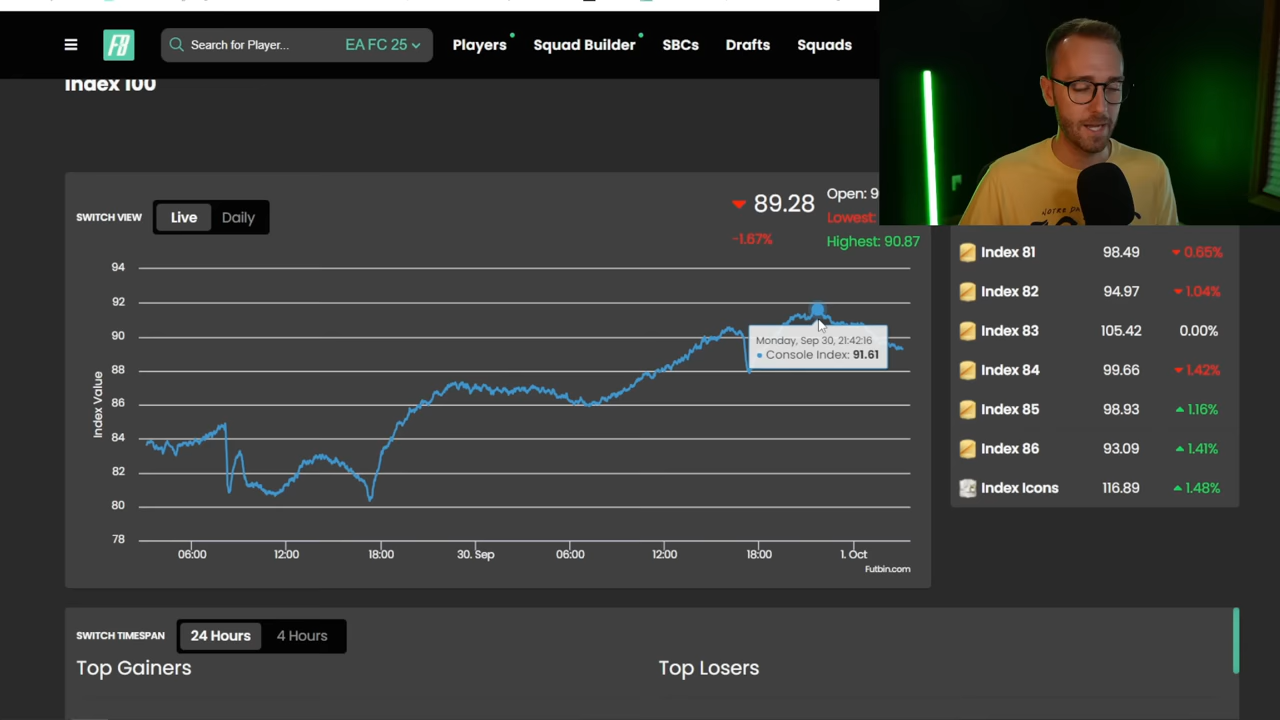 FB
Search for Player...
EA FC 25
Players
Squad Builder
SBCs
Drafts
Squads
Index 100
SWITCH VIEW
Live
Daily
89.28
-1.67%
Open: 9
Lowest:
Highest: 90.87
94
92
90
88
86
84
82
80
78
Index Value
Monday, Sep 30, 21:42:16
Console Index: 91.61
06:00
12:00
18:00
30. Sep
06:00
12:00
18:00
1. Oct
Futbin.com
Index 81 98.49 0.65%
Index 82 94.97 1.04%
Index 83 105.42 0.00%
Index 84 99.66 1.42%
Index 85 98.93 1.16%
Index 86 93.09 1.41%
Index Icons 116.89 1.48%
SWITCH TIMESPAN
24 Hours
4 Hours
Top Gainers
Top Losers